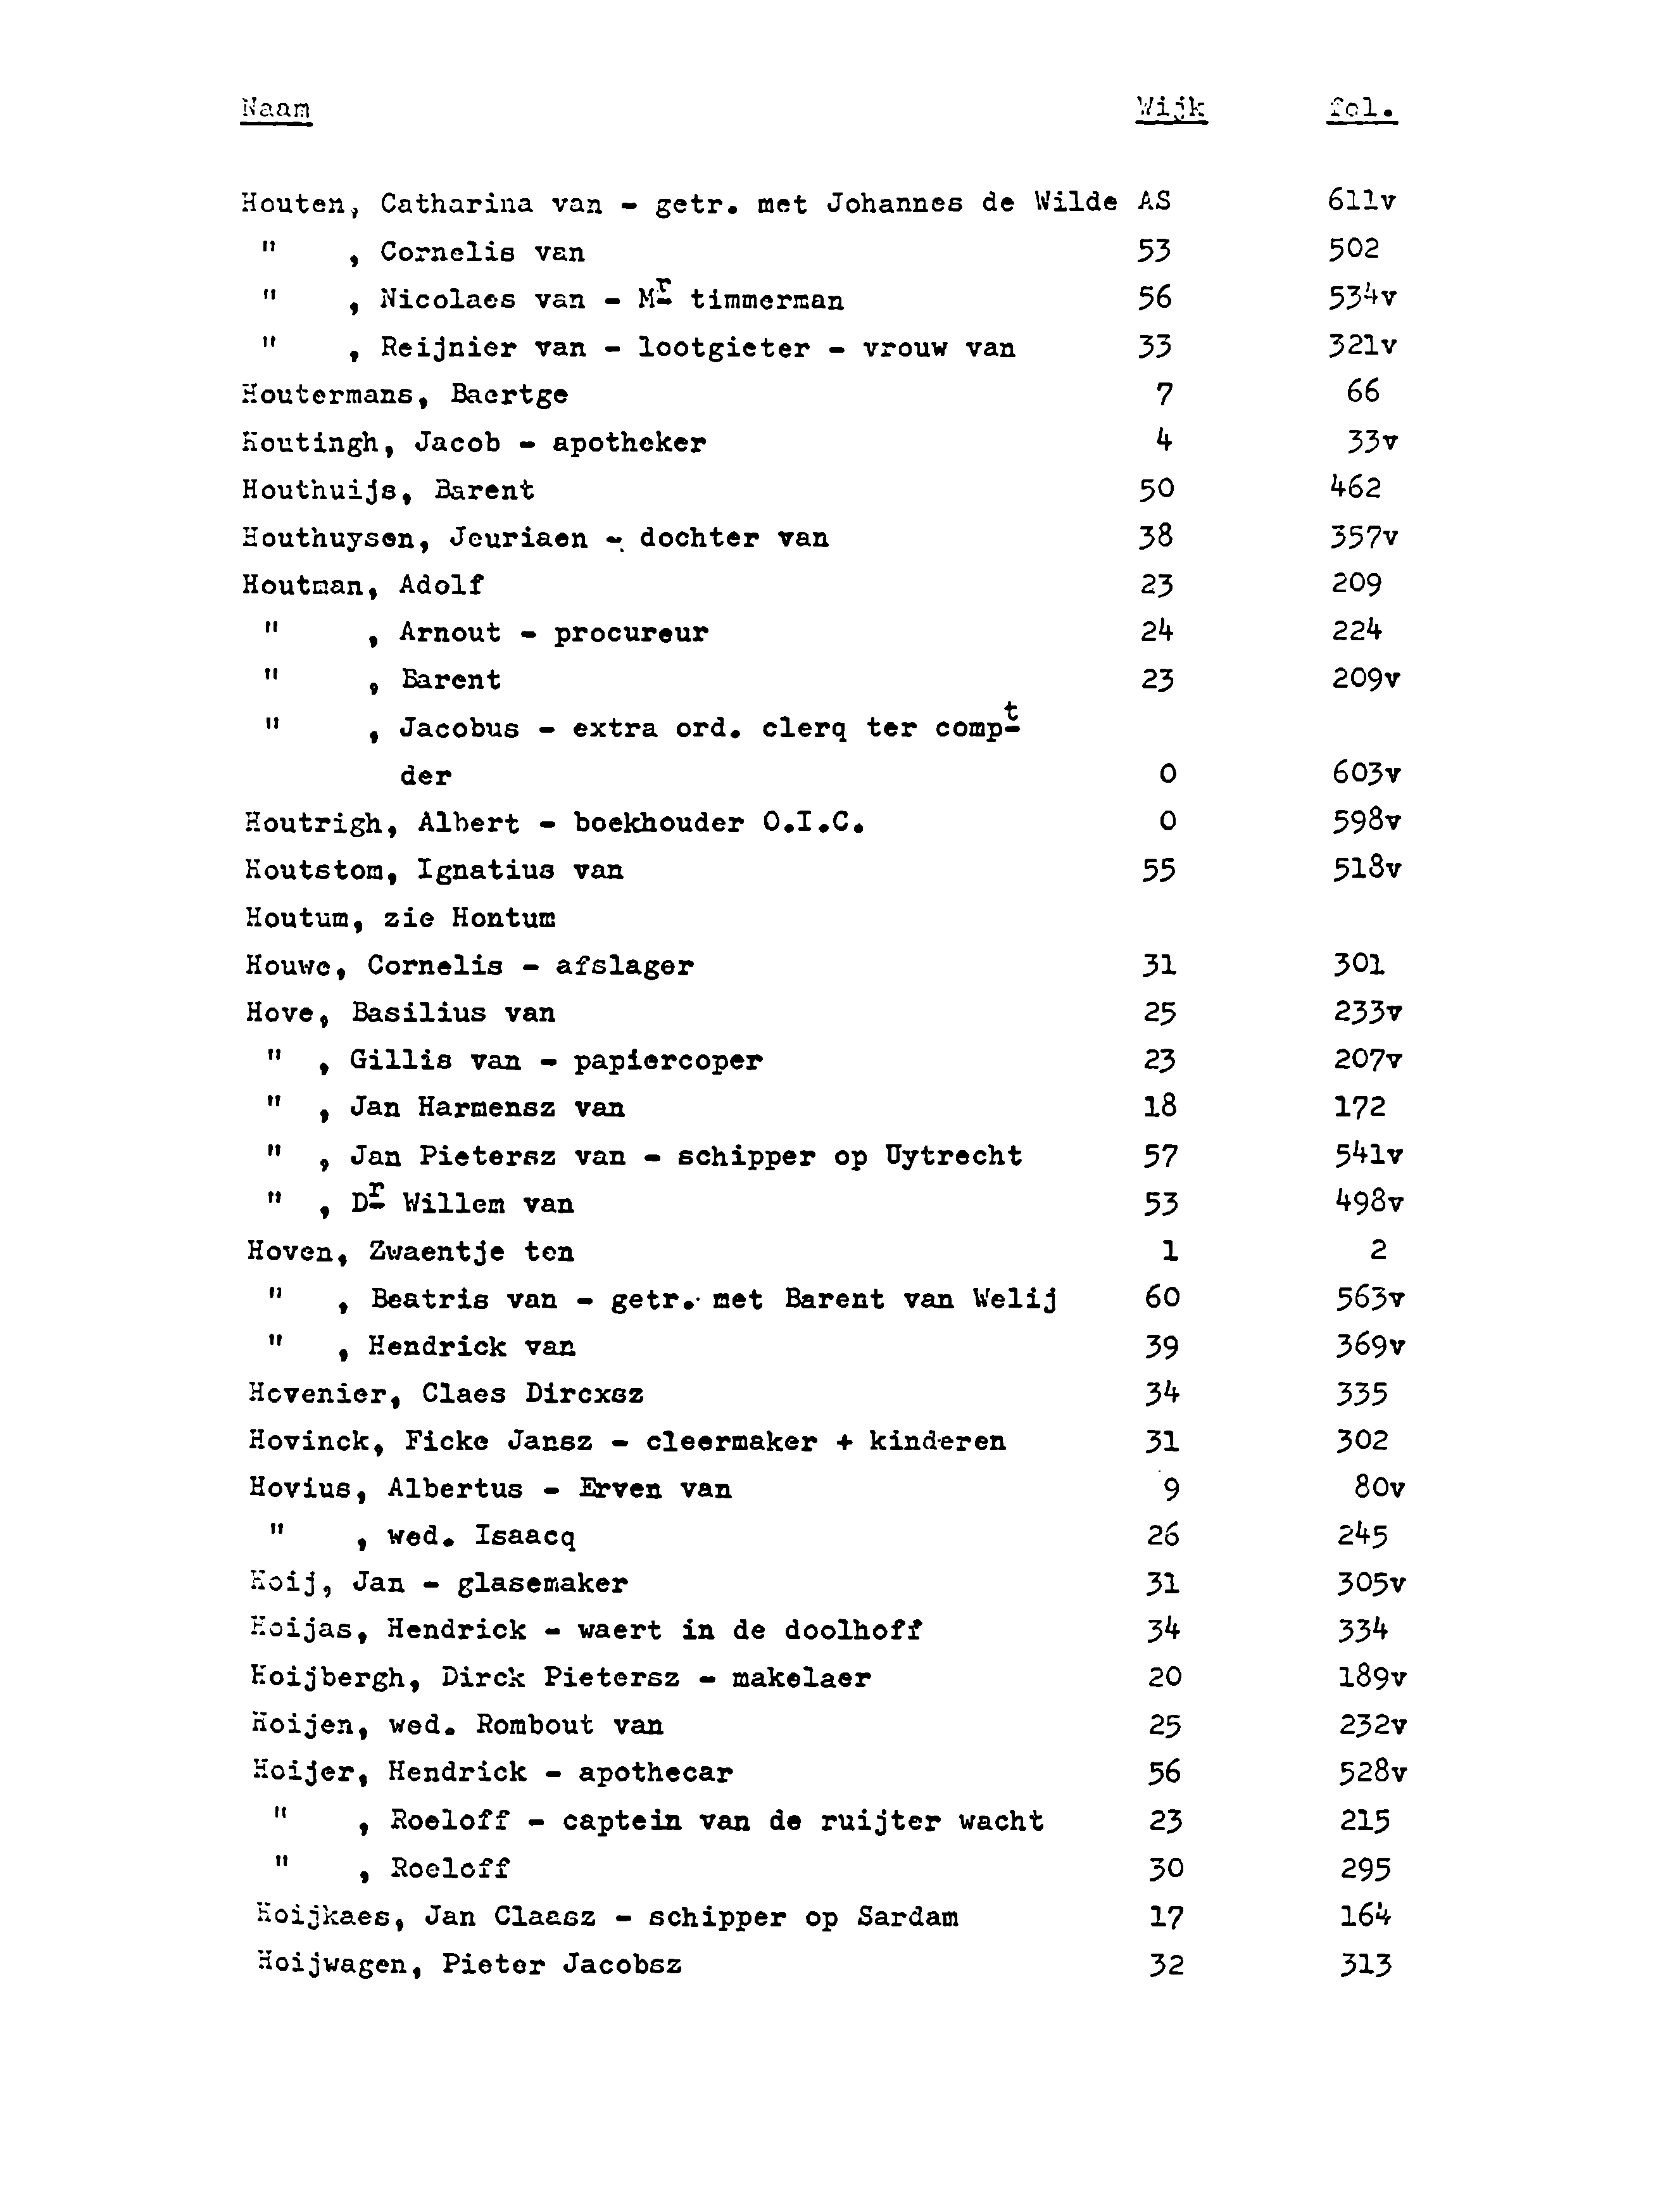 Naam Wijk fol.
Houten, Catharina van - getr. met Johannes de Wilde AS 611v
" , Cornelis van 53 502
" , Nicolaes van - Mr timmerman 56 534v
" , Reijnier van - lootgieter - vrouw van 33 321v
Houtermans, Baertge 7 66
Houtingh, Jacob - apotheker 4 33v
Houthuijs, Barent 50 462
Houthuysen, Jeuriaen - dochter van 38 357v
Houtman, Adolf 23 209
" , Arnout - procureur 24 224
" , Barent 23 209v
" , Jacobus - extra ord. clerq ter compt
der 0 603v
Houtrigh, Albert - boekhouder O.I.C. 0 598v
Houtstom, Ignatius van 55 518v
Houtum, zie Hontum
Houwe, Cornelis - afslager 31 301
Hove, Basilius van 25 233v
" , Gillis van - papiercoper 23 207v
" , Jan Harmensz van 18 172
" , Jan Pietersz van - schipper op Uytrecht 57 541v
" , Dr Willem van 53 498v
Hoven, Zwaentje ten 1 2
" , Beatris van - getr. met Barent van Welij 60 563v
" , Hendrick van 39 369v
Hovenier, Claes Dircxsz 34 335
Hovinck, Ficke Jansz - cleermaker + kinderen 31 302
Hovius, Albertus - Erven van 9 80v
" , wed. Isaacq 26 245
Hoij, Jan - glasemaker 31 305v
Hoijas, Hendrick - waert in de doolhoff 34 334
Hoijbergh, Dirck Pietersz - makelaer 20 189v
Hoijen, wed. Rombout van 25 232v
Hoijer, Hendrick - apothecar 56 528v
" , Roeloff - captein van de ruijter wacht 23 215
" , Roeloff 30 295
Hoijkaes, Jan Claasz - schipper op Sardam 17 164
Hoijwagen, Pieter Jacobsz 32 313